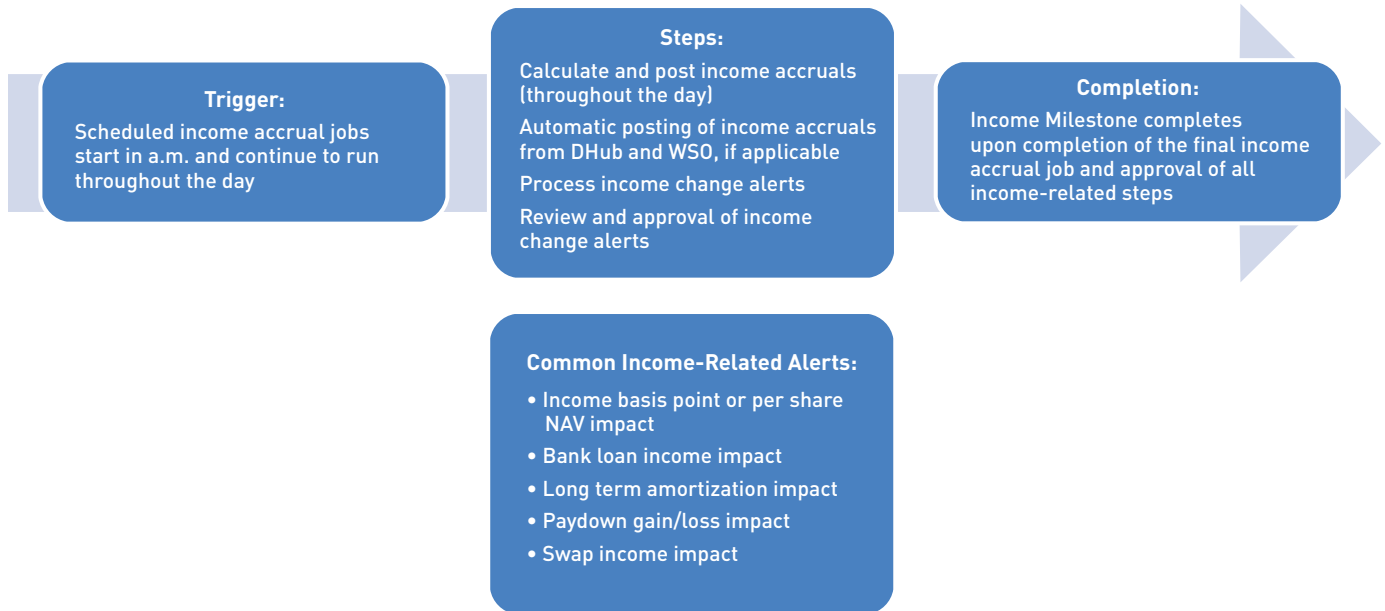 Trigger:
Scheduled income accrual jobs
start in a.m. and continue to run
throughout the day
Steps:
Calculate and post income accruals
(throughout the day)
Automatic posting of income accruals
from DHub and WSO, if applicable
Process income change alerts
Review and approval of income
change alerts
Completion:
Income Milestone completes
upon completion of the final income
accrual job and approval of all
income-related steps
Common Income-Related Alerts:
• Income basis point or per share
NAV impact
• Bank loan income impact
• Long term amortization impact
• Paydown gain/loss impact
• Swap income impact